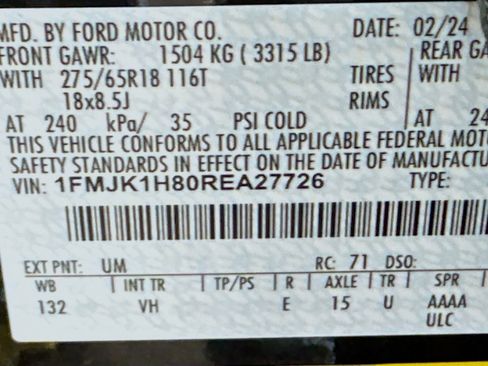 MFD. BY FORD MOTOR CO. DATE: 02/24
FRONT GAWR: 1504 KG ( 3315 LB) REAR GA
WITH 275/65R18 116T TIRES WITH
18x8.5J RIMS
AT 240 kPa/ 35 PSI COLD AT 24
THIS VEHICLE CONFORMS TO ALL APPLICABLE FEDERAL MOT
SAFETY STANDARDS IN EFFECT ON THE DATE OF MANUFACTU
VIN: 1FMJK1H80REA27726 TYPE:
EXT PNT: UM RC: 71 DSO:
WB INT TR TP/PS R AXLE TR SPR
132 VH E 15 U AAAA
ULC